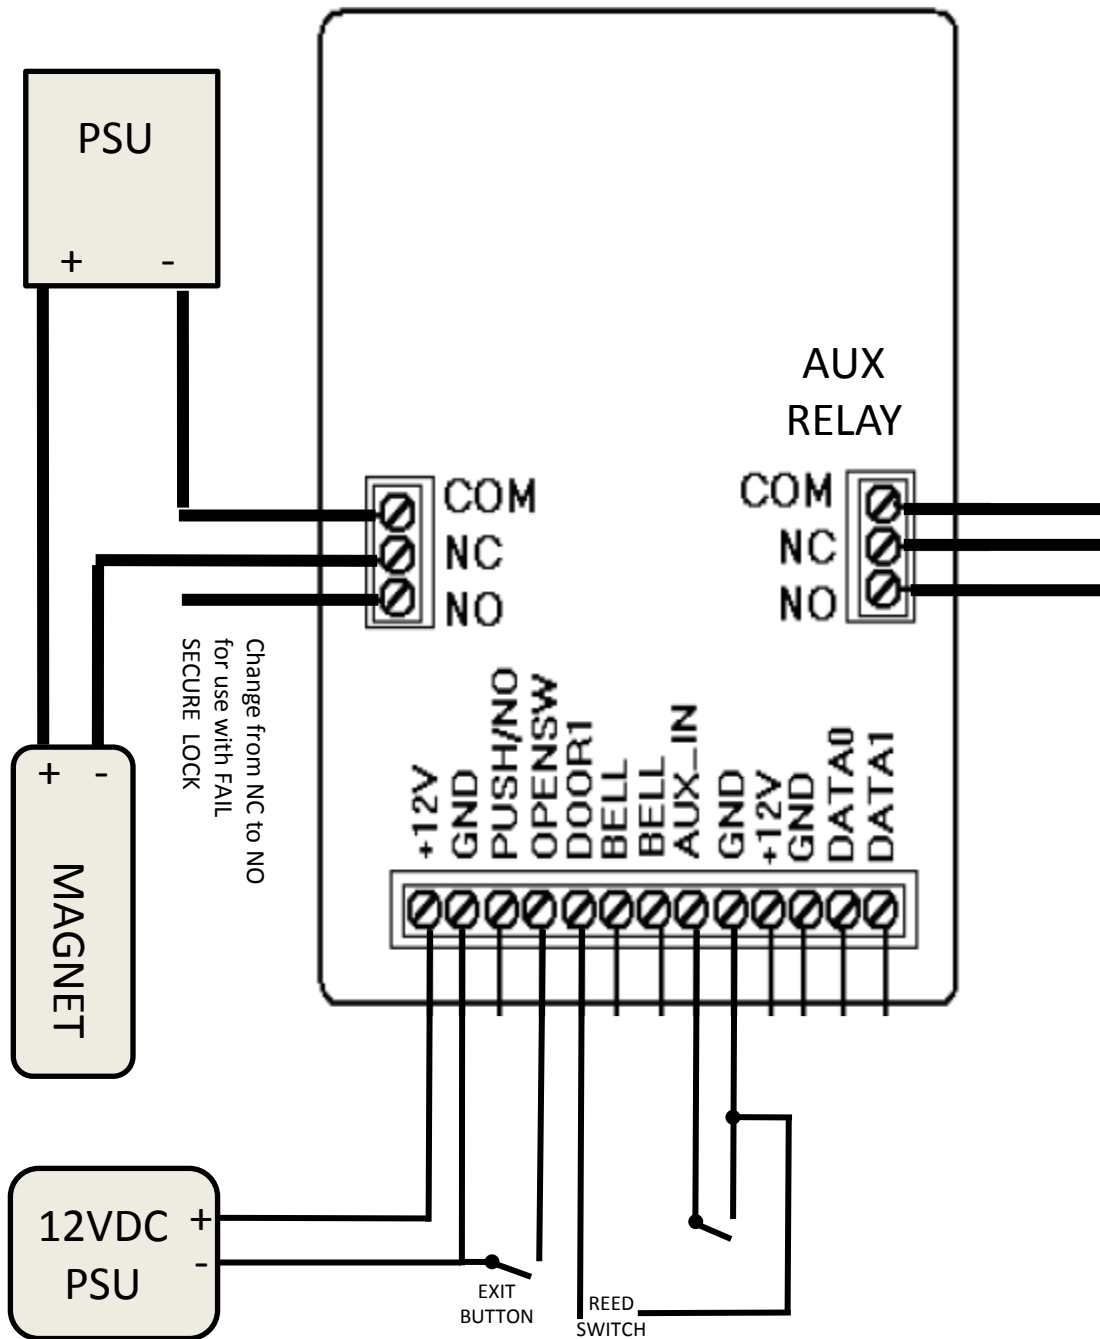 PSU
+ -
AUX
RELAY
COM
NC
NO
COM
NC
NO
Change from NC to NO
for use with FAIL
SECURE LOCK
+ -
MAGNET
+12V
GND
PUSH/NO
OPENSW
DOOR1
BELL
BELL
AUX_IN
GND
+12V
GND
DATA0
DATA1
12VDC +
PSU -
EXIT
BUTTON
REED
SWITCH